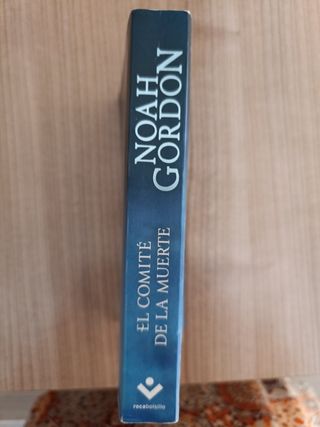 NOAH
GORDON
EL COMITÉ
DE LA MUERTE
rocabolsillo